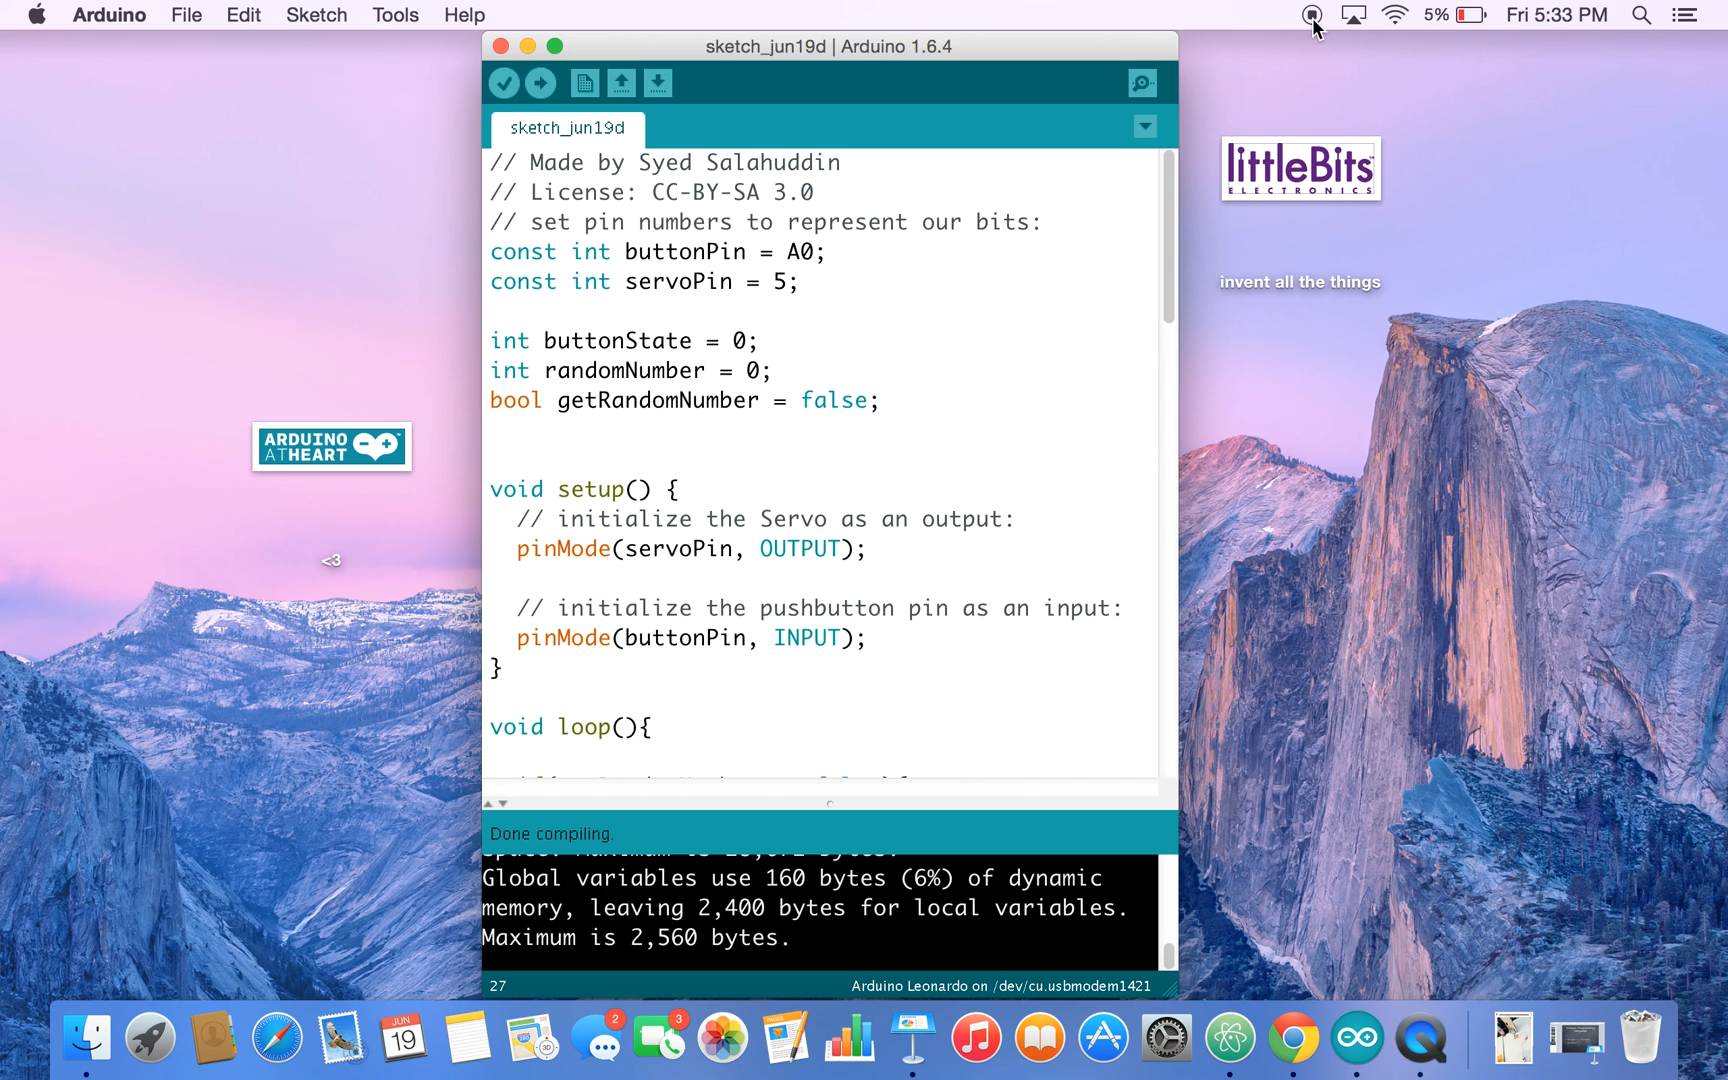 Arduino File Edit Sketch Tools Help 5% Fri 5:33 PM
sketch_jun19d | Arduino 1.6.4
sketch_jun19d
// Made by Syed Salahuddin
// License: CC-BY-SA 3.0
// set pin numbers to represent our bits:
const int buttonPin = A0;
const int servoPin = 5;
int buttonState = 0;
int randomNumber = 0;
bool getRandomNumber = false;
void setup() {
// initialize the Servo as an output:
pinMode(servoPin, OUTPUT);
// initialize the pushbutton pin as an input:
pinMode(buttonPin, INPUT);
}
void loop(){
Done compiling.
Global variables use 160 bytes (6%) of dynamic
memory, leaving 2,400 bytes for local variables.
Maximum is 2,560 bytes.
27 Arduino Leonardo on /dev/cu.usbmodem1421
ARDUINO
AT HEART
<3
littleBits
ELECTRONICS
invent all the things
JUN
19
3D
280
2
3